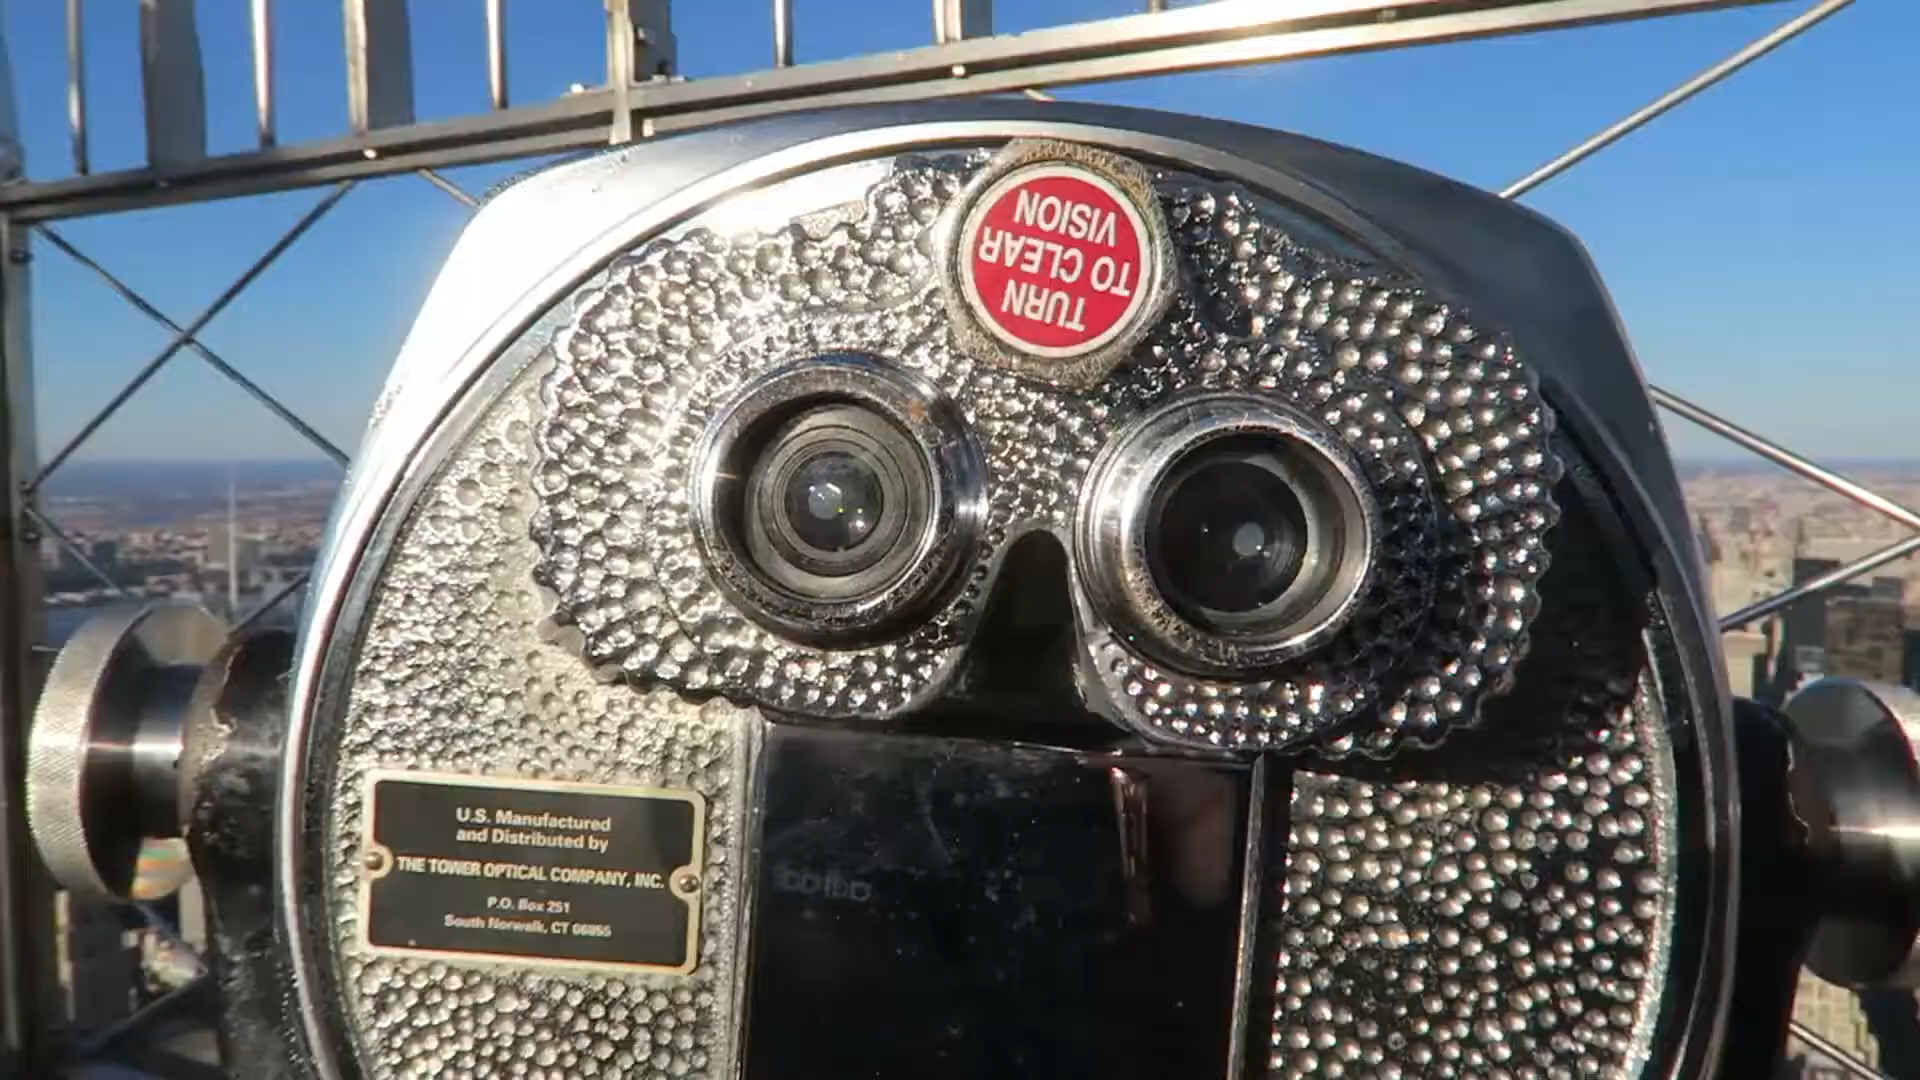 TURN
TO CLEAR
VISION
U.S. Manufactured
and Distributed by
THE TOWER OPTICAL COMPANY, INC.
P.O. Box 251
South Norwalk, CT 06855